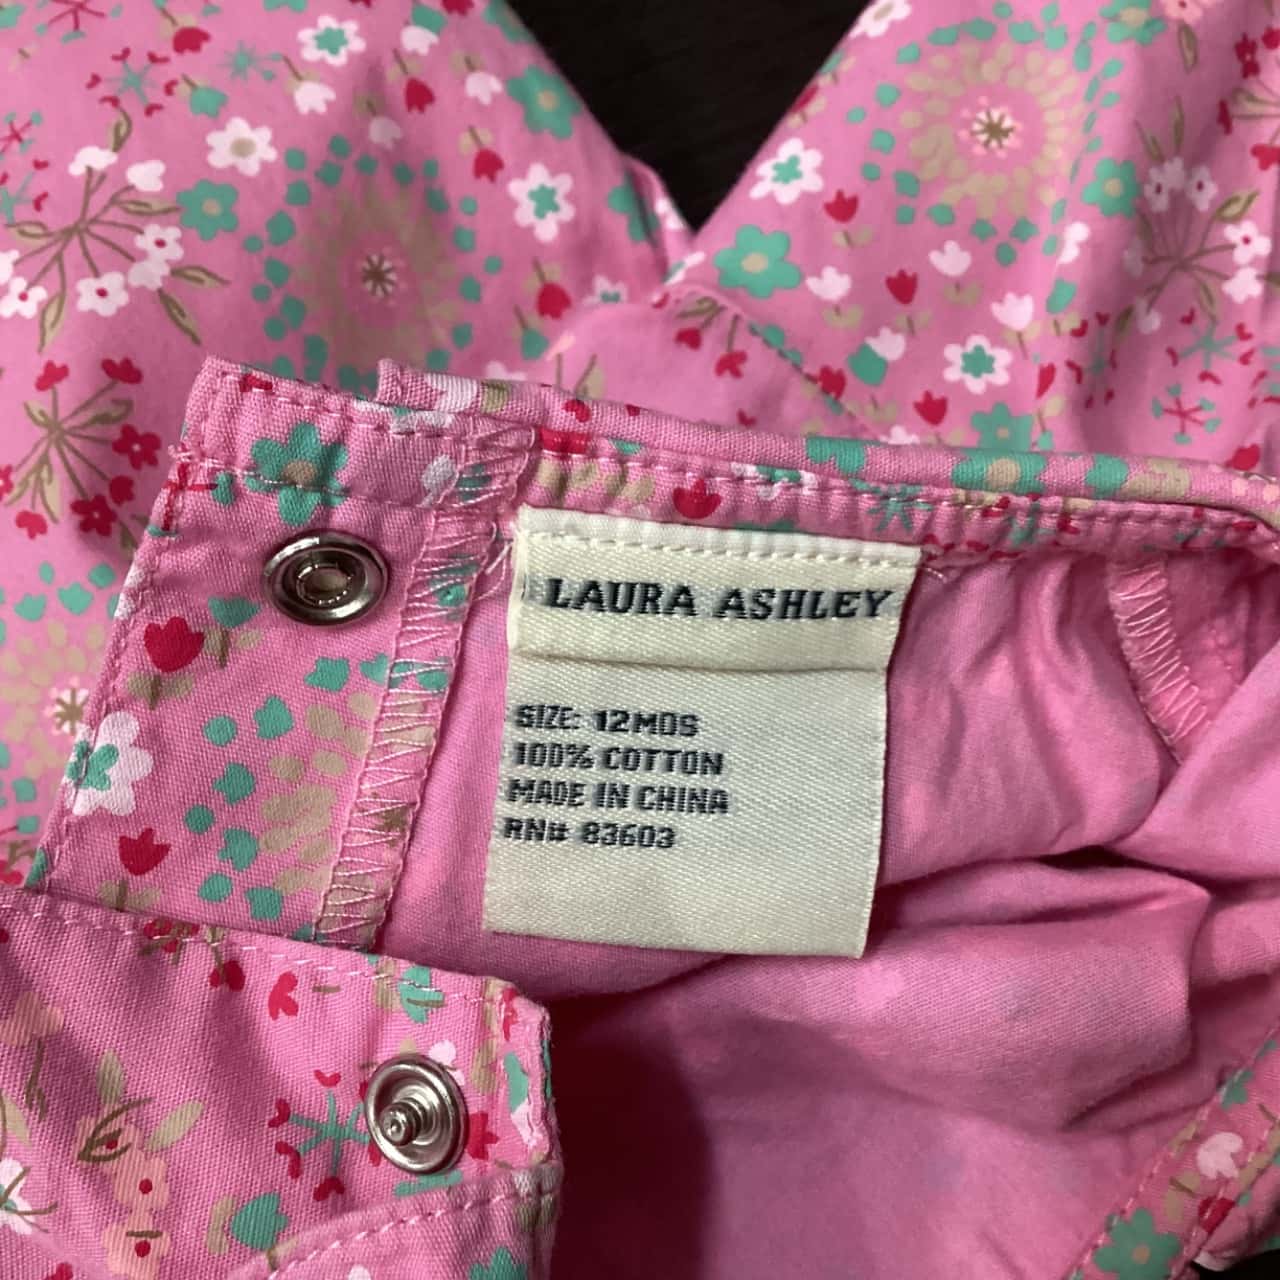 LAURA ASHLEY
SIZE: 12MOS
100% COTTON
MADE IN CHINA
RN# 83603